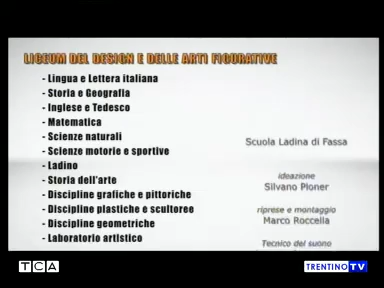 LICEUM DEL DESIGN E DELLE ARTI FIGURATIVE
- Lingua e Lettera italiana
- Storia e Geografia
- Inglese e Tedesco
- Matematica
- Scienze naturali
- Scienze motorie e sportive
- Ladino
- Storia dell'arte
- Discipline grafiche e pittoriche
- Discipline plastiche e scultoreo
- Discipline geometriche
- Laboratorio artistico
Scuola Ladina di Fassa
ideazione
Silvano Ploner
riprese e montaggio
Marco Roccella
Tecnico del suono
TCA
TRENTINO TV